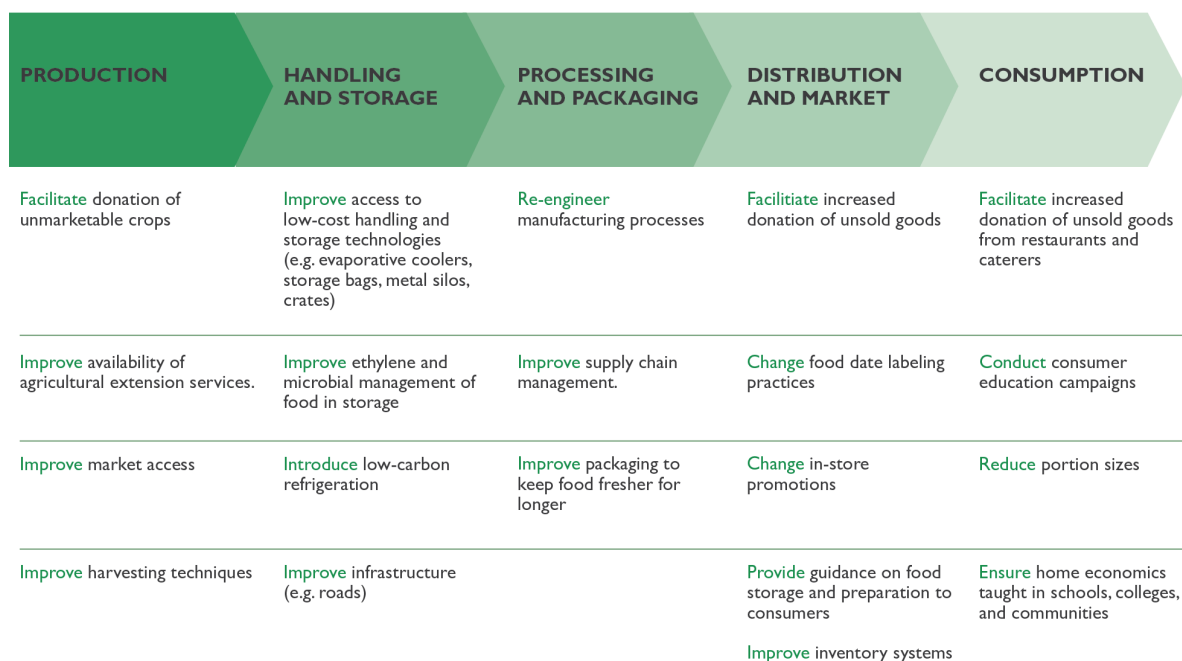 PRODUCTION
HANDLING
AND STORAGE
PROCESSING
AND PACKAGING
DISTRIBUTION
AND MARKET
CONSUMPTION
Facilitate donation of
unmarketable crops
Improve access to
low-cost handling and
storage technologies
(e.g. evaporative coolers,
storage bags, metal silos,
crates)
Re-engineer
manufacturing processes
Facilitiate increased
donation of unsold goods
Facilitate increased
donation of unsold goods
from restaurants and
caterers
Improve availability of
agricultural extension services.
Improve ethylene and
microbial management of
food in storage
Improve supply chain
management.
Change food date labeling
practices
Conduct consumer
education campaigns
Improve market access
Introduce low-carbon
refrigeration
Improve packaging to
keep food fresher for
longer
Change in-store
promotions
Reduce portion sizes
Improve harvesting techniques
Improve infrastructure
(e.g. roads)
Provide guidance on food
storage and preparation to
consumers
Improve inventory systems
Ensure home economics
taught in schools, colleges,
and communities